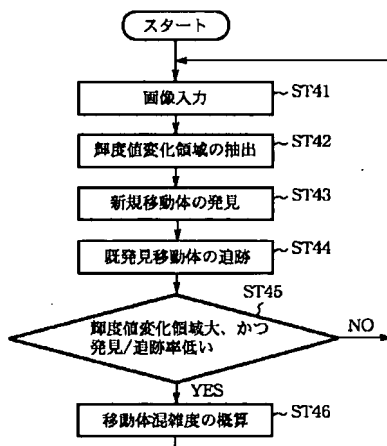 スタート
画像入力
ST41
輝度値変化領域の抽出
ST42
新規移動体の発見
ST43
既発見移動体の追跡
ST44
ST45
輝度値変化領域大、かつ
発見/追跡率低い
NO
YES
移動体混雑度の概算
ST46